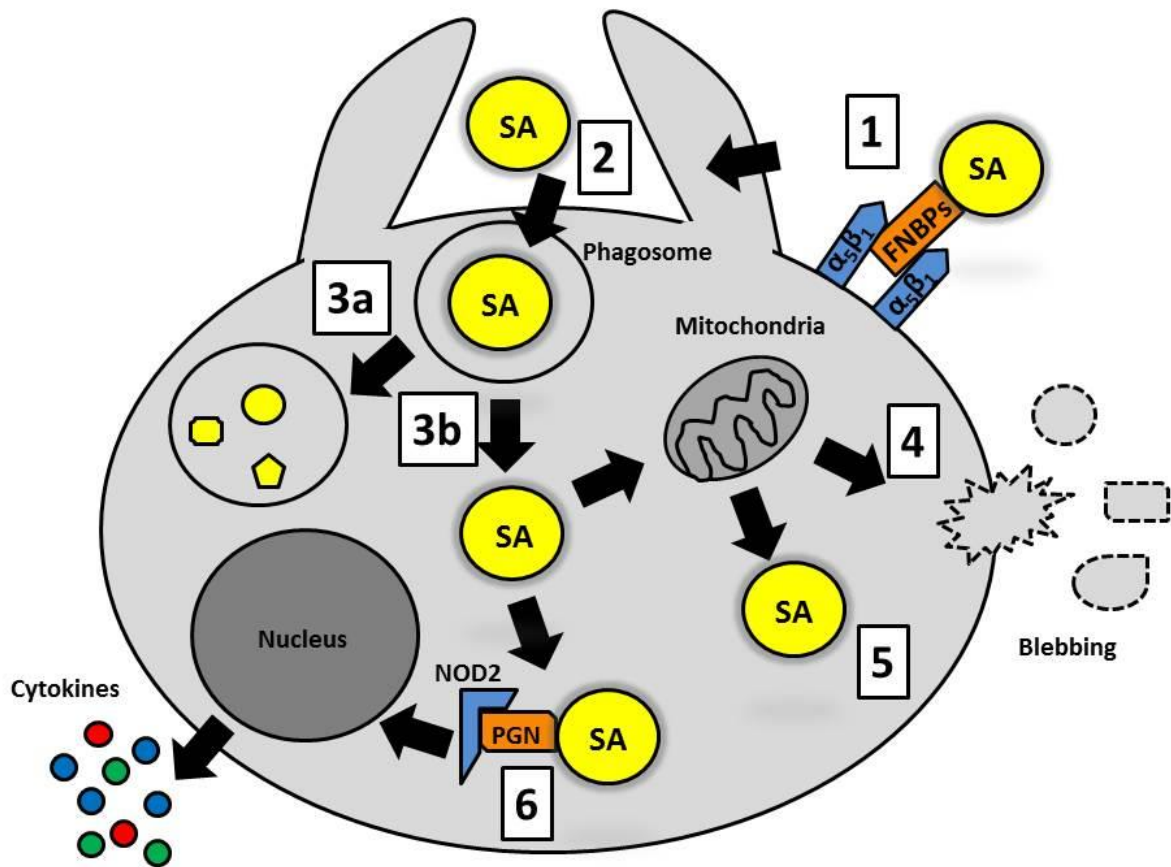 SA
2
1
SA
FNBPs
α₅β₁
α₅β₁
Phagosome
SA
3a
Mitochondria
3b
4
SA
SA
5
Blebbing
Nucleus
NOD2
Cytokines
PGN
SA
6